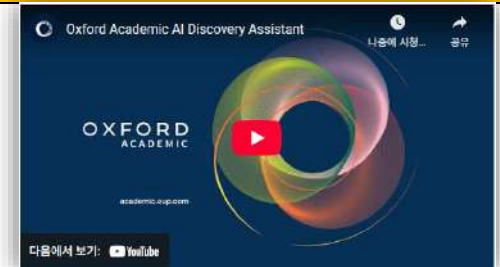 Oxford Academic AI Discovery Assistant
나중에 시청...
공유
OXFORD
ACADEMIC
academic.oup.com
다음에서 보기: YouTube